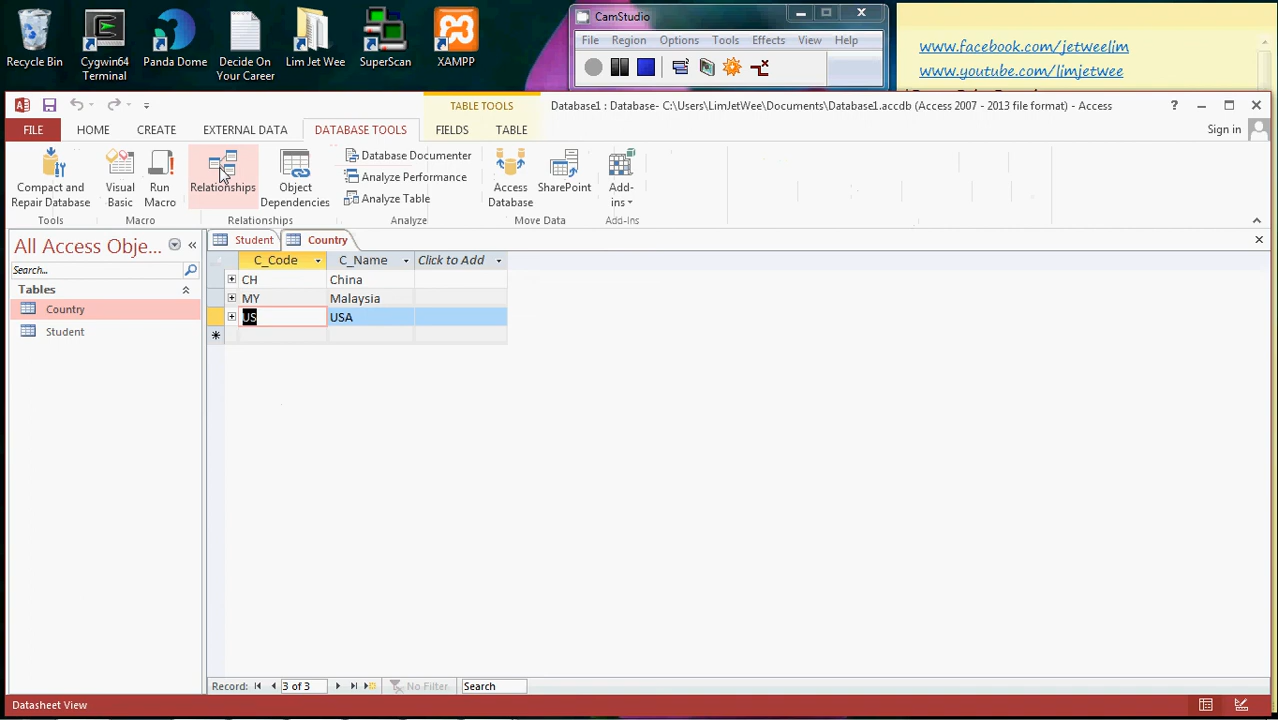 Recycle Bin
Cygwin64
Terminal
Panda Dome
Decide On
Your Career
Lim Jet Wee
SuperScan
XAMPP
CamStudio
File Region Options Tools Effects View Help
www.facebook.com/jetweelim
www.youtube.com/limjetwee
TABLE TOOLS
Database1 : Database- C:\Users\LimJetWee\Documents\Database1.accdb (Access 2007 - 2013 file format) - Access
?
FILE HOME CREATE EXTERNAL DATA DATABASE TOOLS FIELDS TABLE
Sign in
Compact and
Repair Database
Visual
Basic
Run
Macro
Relationships
Object
Dependencies
Database Documenter
Analyze Performance
Analyze Table
Access
Database
SharePoint
Add-
ins
Tools Macro Relationships Analyze Move Data Add-Ins
All Access Obje...
Search...
Tables
Country
Student
Student Country
C_Code C_Name Click to Add
CH China
MY Malaysia
US USA
Record: 3 of 3 No Filter Search
Datasheet View